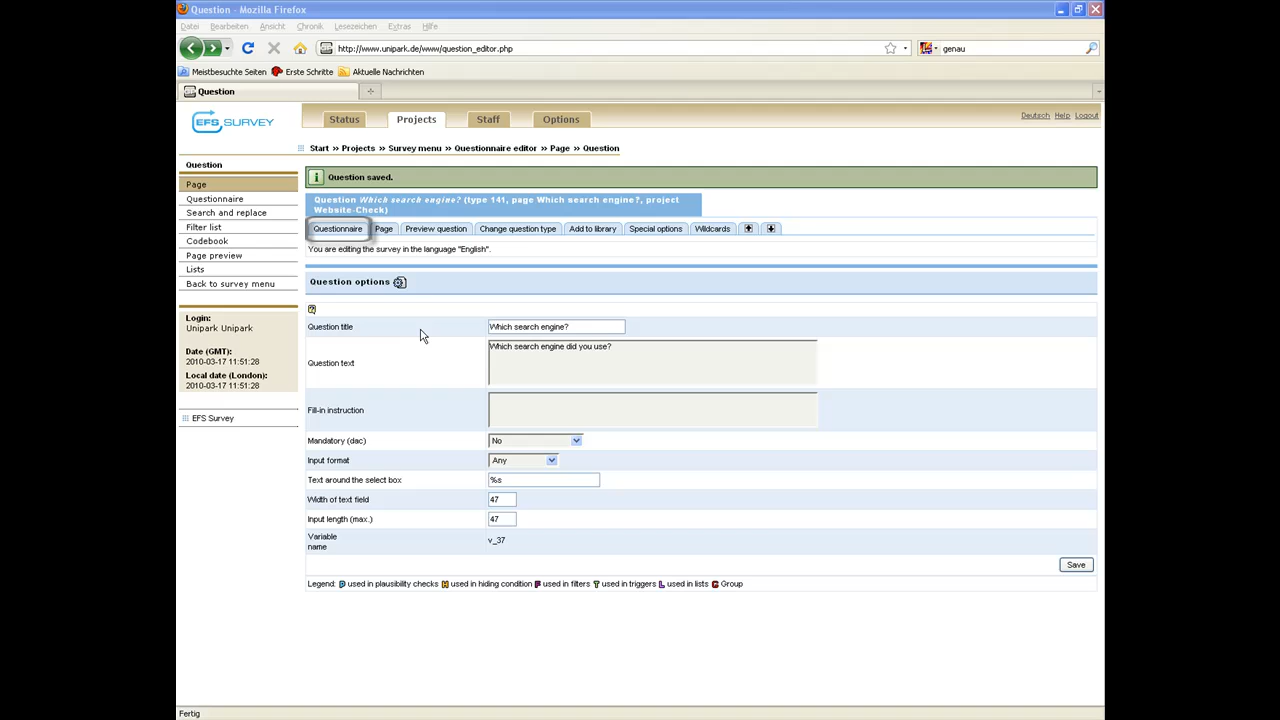 Question - Mozilla Firefox
Datei Bearbeiten Ansicht Chronik Lesezeichen Extras Hilfe
http://www.unipark.de/www/question_editor.php
genau
Meistbesuchte Seiten Erste Schritte Aktuelle Nachrichten
Question
EFS SURVEY
Status Projects Staff Options
Deutsch Help Logout
Start » Projects » Survey menu » Questionnaire editor » Page » Question
Question
Page
Questionnaire
Search and replace
Filter list
Codebook
Page preview
Lists
Back to survey menu
Login:
Unipark Unipark
Date (GMT):
2010-03-17 11:51:28
Local date (London):
2010-03-17 11:51:28
EFS Survey
Question saved.
Question Which search engine? (type 141, page Which search engine?, project
Website-Check)
Questionnaire Page Preview question Change question type Add to library Special options Wildcards
You are editing the survey in the language "English".
Question options
Question title Which search engine?
Question text Which search engine did you use?
Fill-in instruction
Mandatory (dac) No
Input format Any
Text around the select box %s
Width of text field 47
Input length (max.) 47
Variable
name v_37
Save
Legend: P used in plausibility checks H used in hiding condition F used in filters T used in triggers L used in lists G Group
Fertig